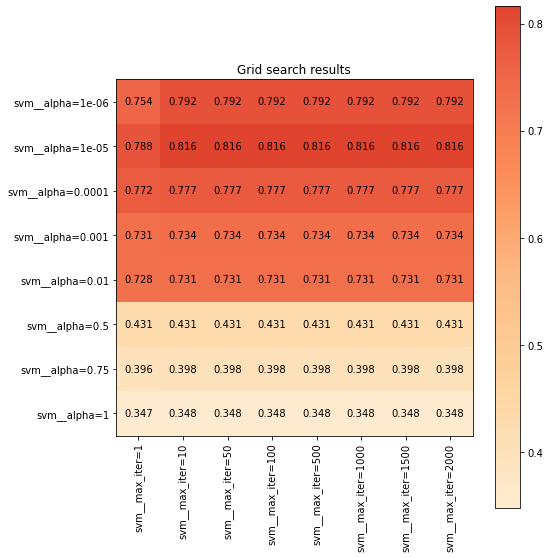 Grid search results
svm__alpha=1e-06 0.754 0.792 0.792 0.792 0.792 0.792 0.792 0.792
svm__alpha=1e-05 0.788 0.816 0.816 0.816 0.816 0.816 0.816 0.816
svm__alpha=0.0001 0.772 0.777 0.777 0.777 0.777 0.777 0.777 0.777
svm__alpha=0.001 0.731 0.734 0.734 0.734 0.734 0.734 0.734 0.734
svm__alpha=0.01 0.728 0.731 0.731 0.731 0.731 0.731 0.731 0.731
svm__alpha=0.5 0.431 0.431 0.431 0.431 0.431 0.431 0.431 0.431
svm__alpha=0.75 0.396 0.398 0.398 0.398 0.398 0.398 0.398 0.398
svm__alpha=1 0.347 0.348 0.348 0.348 0.348 0.348 0.348 0.348
svm__max_iter=1
svm__max_iter=10
svm__max_iter=50
svm__max_iter=100
svm__max_iter=500
svm__max_iter=1000
svm__max_iter=1500
svm__max_iter=2000
0.8
0.7
0.6
0.5
0.4